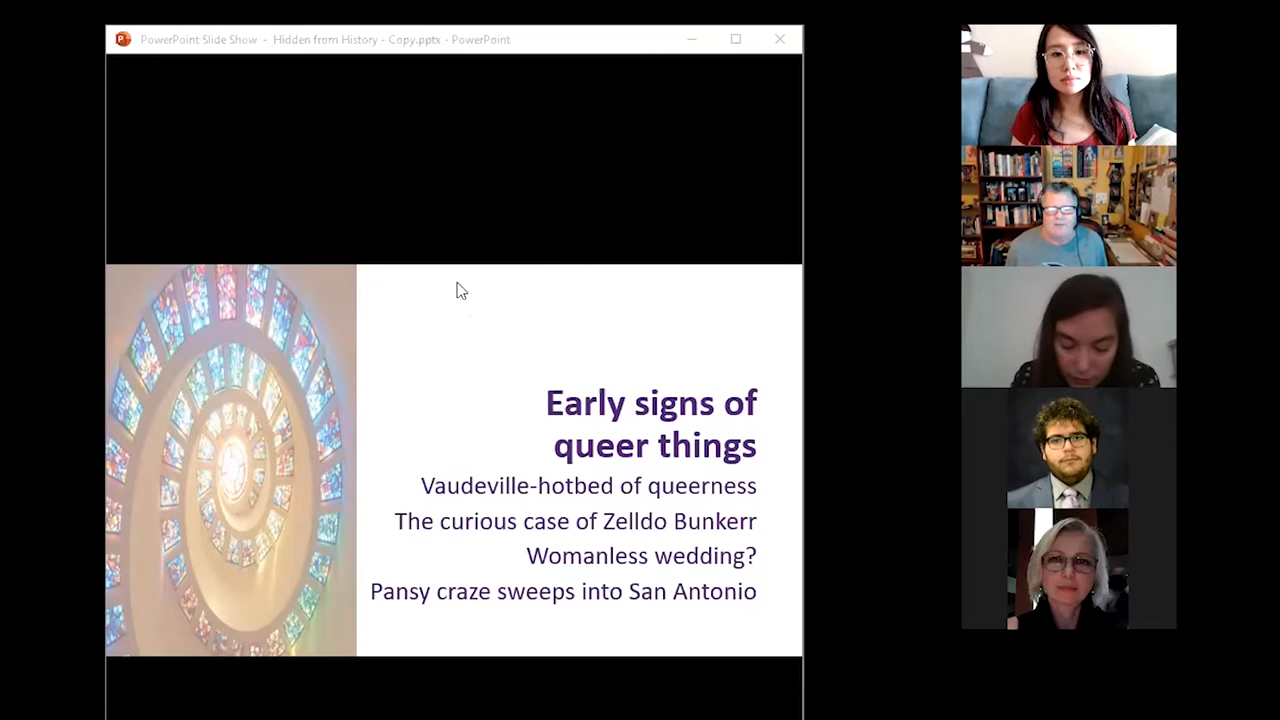 PowerPoint Slide Show - Hidden from History - Copy.pptx - PowerPoint
Early signs of
queer things
Vaudeville-hotbed of queerness
The curious case of Zelldo Bunkerr
Womanless wedding?
Pansy craze sweeps into San Antonio